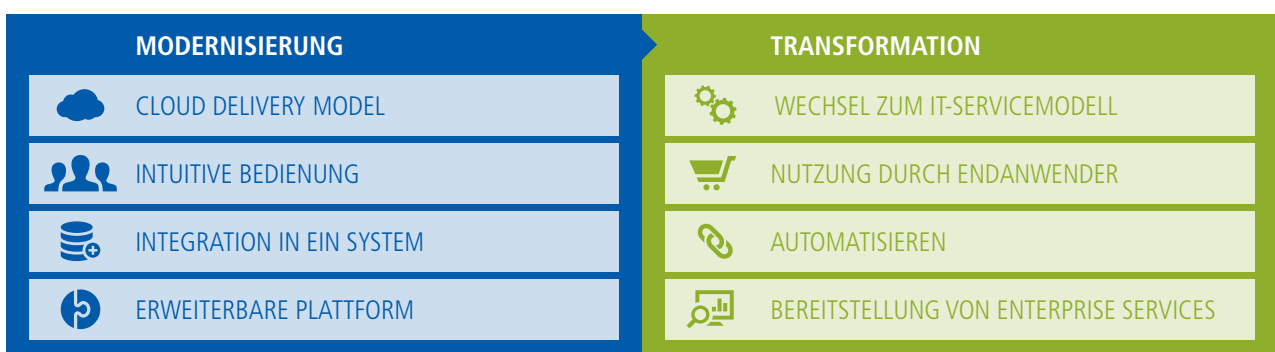 MODERNISIERUNG
CLOUD DELIVERY MODEL
INTUITIVE BEDIENUNG
INTEGRATION IN EIN SYSTEM
ERWEITERBARE PLATTFORM
TRANSFORMATION
WECHSEL ZUM IT-SERVICEMODELL
NUTZUNG DURCH ENDANWENDER
AUTOMATISIEREN
BEREITSTELLUNG VON ENTERPRISE SERVICES